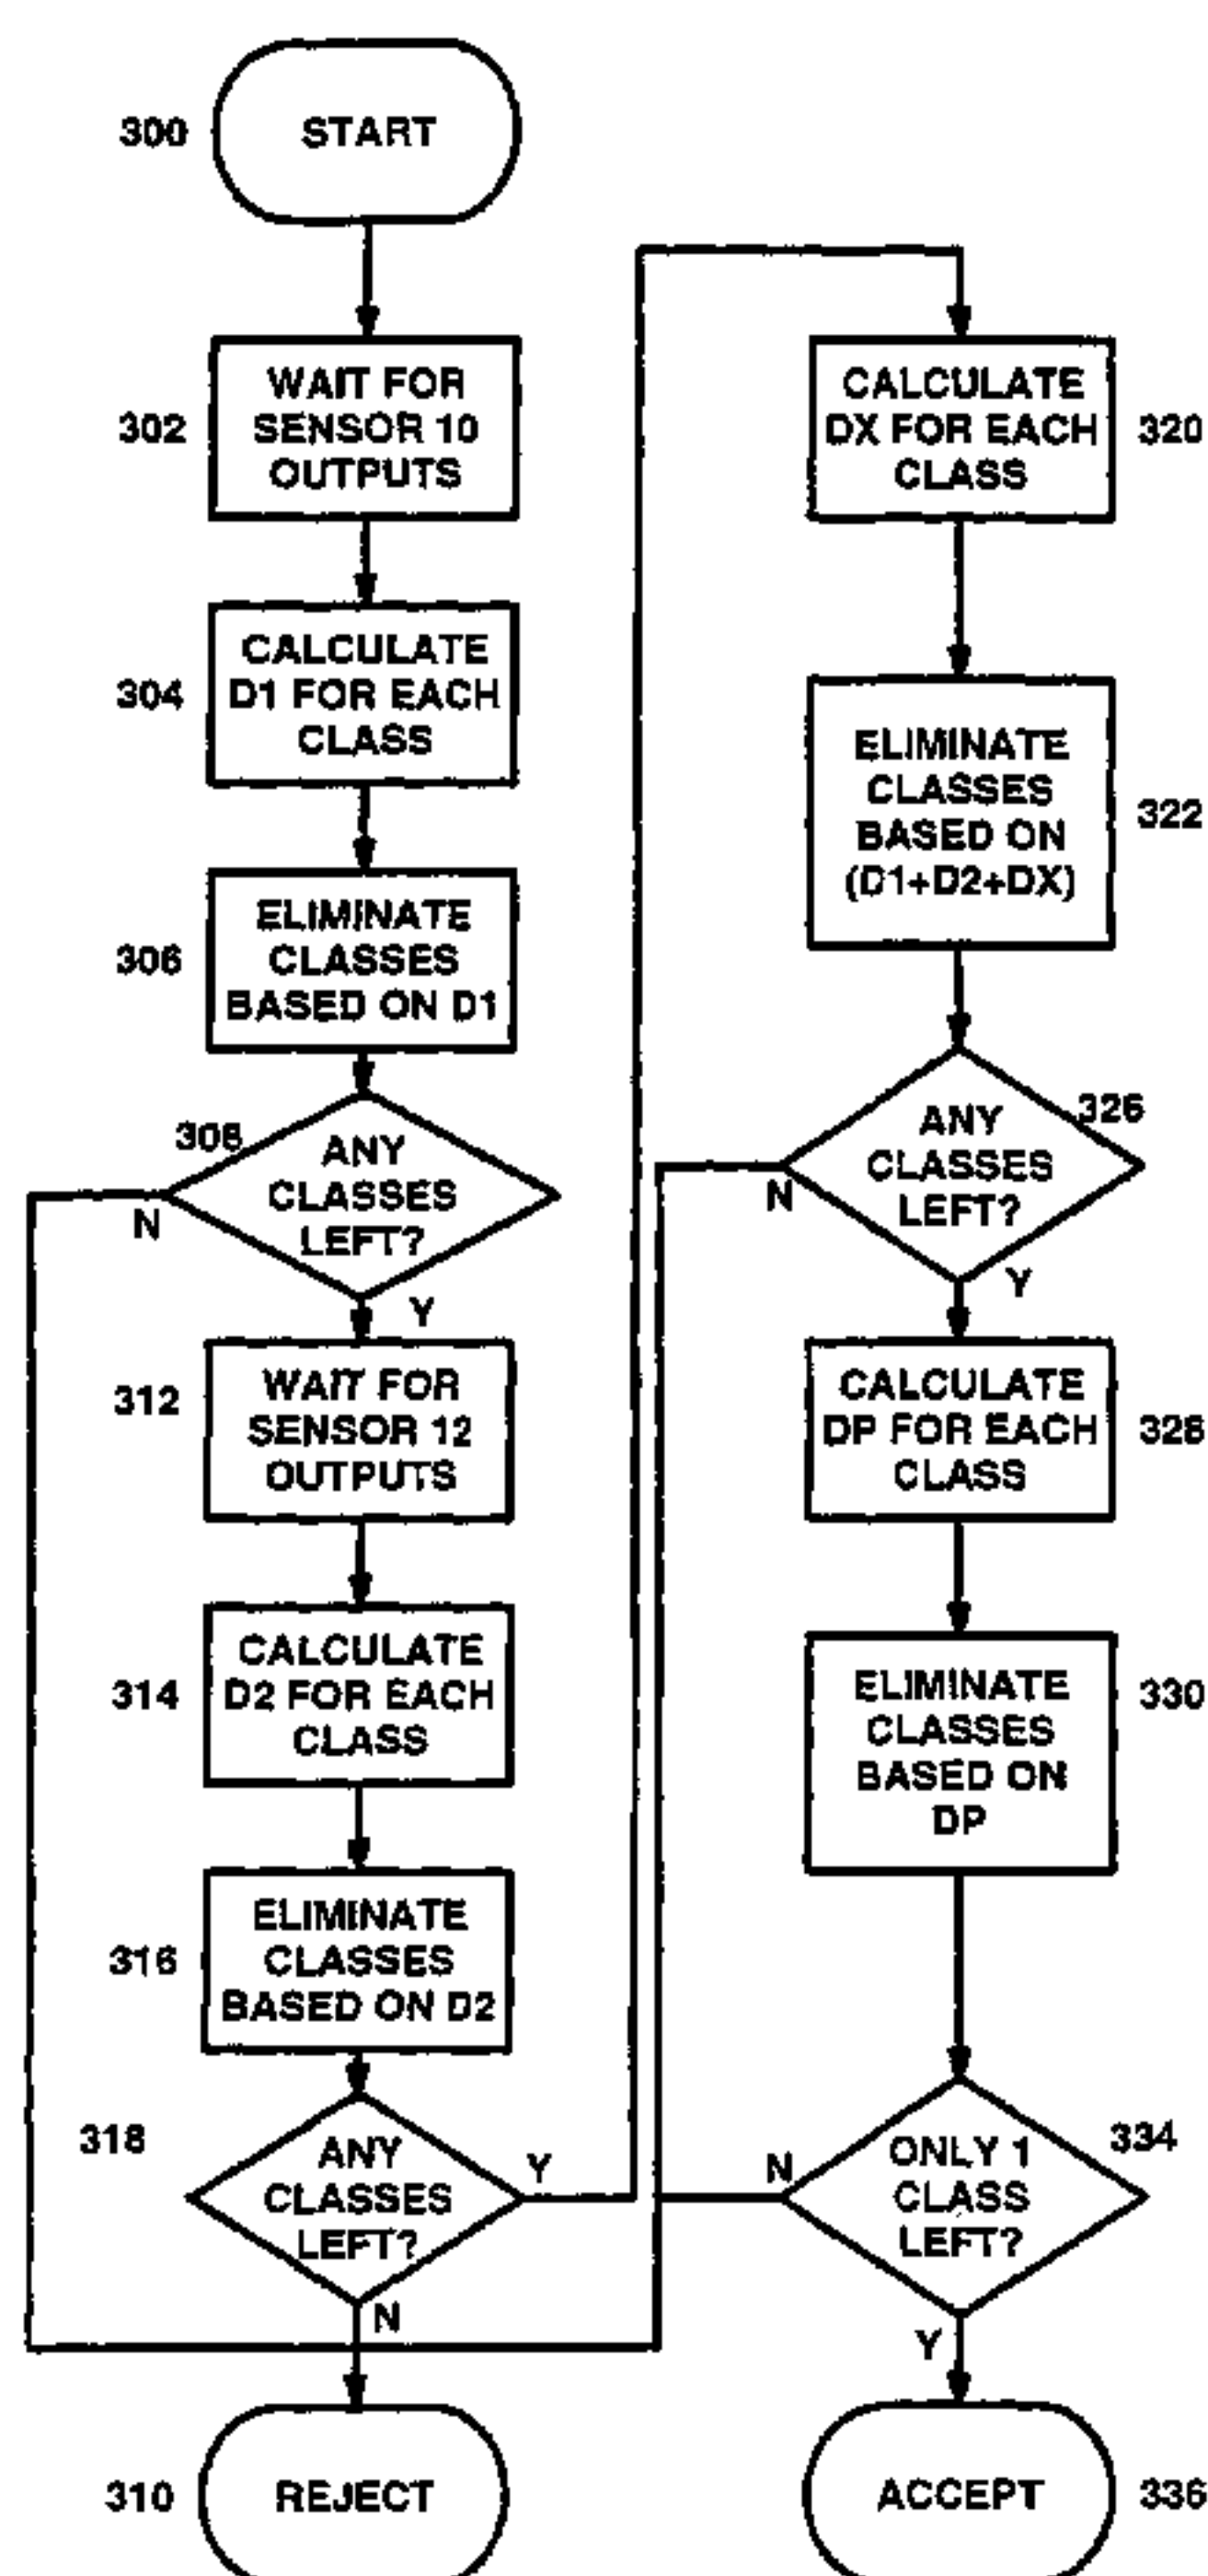 300
START
302
WAIT FOR
SENSOR 10
OUTPUTS
304
CALCULATE
D1 FOR EACH
CLASS
306
ELIMINATE
CLASSES
BASED ON D1
308
ANY
CLASSES
LEFT?
N
Y
312
WAIT FOR
SENSOR 12
OUTPUTS
314
CALCULATE
D2 FOR EACH
CLASS
316
ELIMINATE
CLASSES
BASED ON D2
318
ANY
CLASSES
LEFT?
Y
N
310
REJECT
CALCULATE
DX FOR EACH
CLASS
320
ELIMINATE
CLASSES
BASED ON
(D1+D2+DX)
322
ANY
CLASSES
LEFT?
326
N
Y
CALCULATE
DP FOR EACH
CLASS
328
ELIMINATE
CLASSES
BASED ON
DP
330
ONLY 1
CLASS
LEFT?
334
N
Y
ACCEPT
336